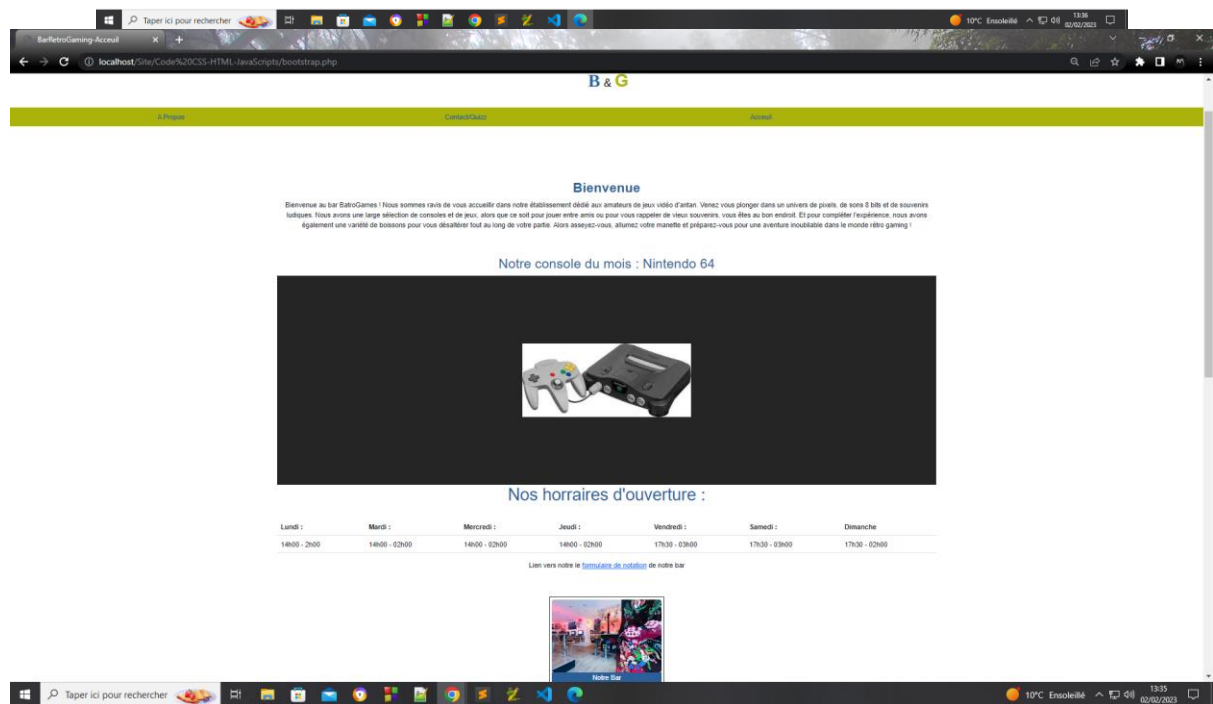 Taper ici pour rechercher
10°C Ensoleillé
13:36
02/02/2023
BarRetroGaming-Acceuil
localhost/Site/Code%20CSS-HTML-JavaScripts/bootstrap.php
B & G
A Propos Contact/Quizz Acceuil
Bienvenue
Bienvenue au bar BatroGames ! Nous sommes ravis de vous accueillir dans notre établissement dédié aux amateurs de jeux vidéo d'antan. Venez vous plonger dans un univers de pixels, de sons 8 bits et de souvenirs
ludiques. Nous avons une large sélection de consoles et de jeux, alors que ce soit pour jouer entre amis ou pour vous rappeler de vieux souvenirs, vous êtes au bon endroit. Et pour compléter l'expérience, nous avons
également une variété de boissons pour vous désaltérer tout au long de votre partie. Alors asseyez-vous, allumez votre manette et préparez-vous pour une aventure inoubliable dans le monde rétro gaming !
Notre console du mois : Nintendo 64
Nos horraires d'ouverture :
Lundi : Mardi : Mercredi : Jeudi : Vendredi : Samedi : Dimanche
14h00 - 2h00 14h00 - 02h00 14h00 - 02h00 14h00 - 02h00 17h30 - 03h00 17h30 - 03h00 17h30 - 02h00
Lien vers notre le formulaire de notation de notre bar
Notre Bar
Taper ici pour rechercher
10°C Ensoleillé
13:35
02/02/2023